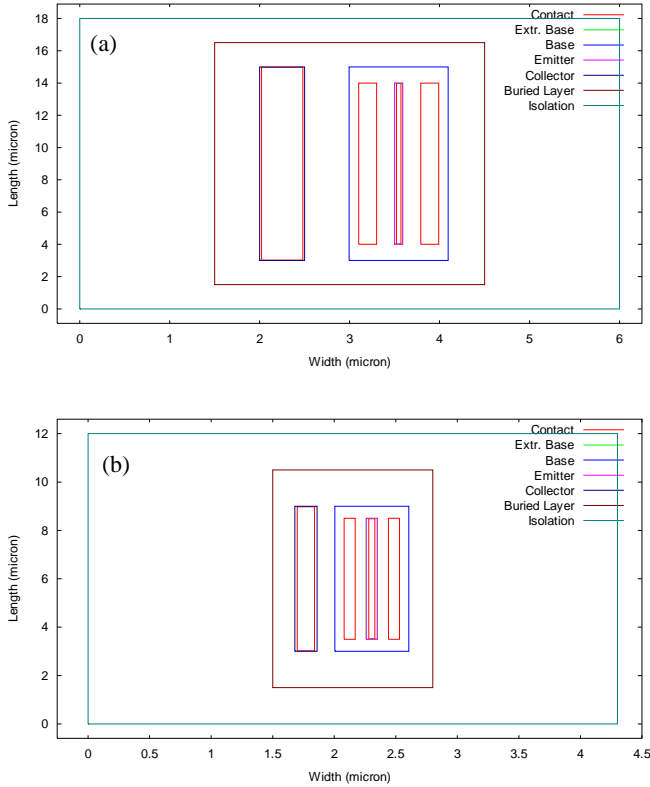 (a)
Contact
Extr. Base
Base
Emitter
Collector
Buried Layer
Isolation
Length (micron)
18
16
14
12
10
8
6
4
2
0
0 1 2 3 4 5 6
Width (micron)
(b)
Contact
Extr. Base
Base
Emitter
Collector
Buried Layer
Isolation
Length (micron)
12
10
8
6
4
2
0
0 0.5 1 1.5 2 2.5 3 3.5 4 4.5
Width (micron)